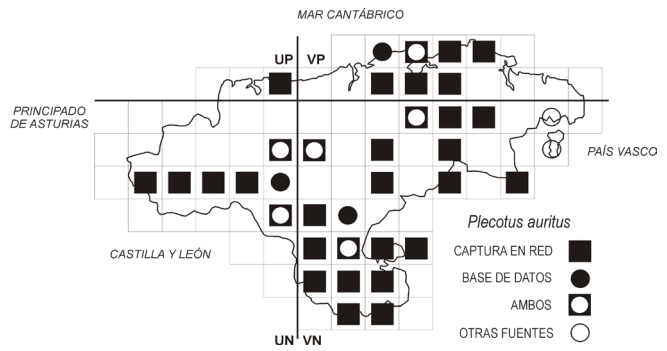 MAR CANTÁBRICO
UP VP
PRINCIPADO
DE ASTURIAS
PAÍS VASCO
Plecotus auritus
CASTILLA Y LEÓN
CAPTURA EN RED
BASE DE DATOS
AMBOS
OTRAS FUENTES
UN VN